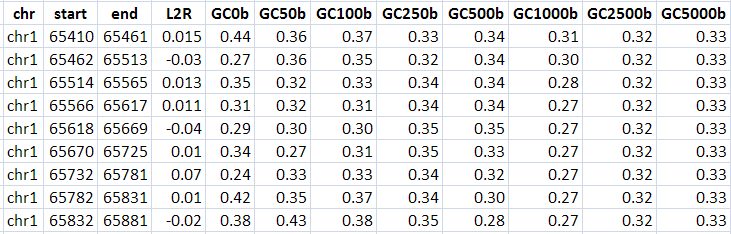 chr start end L2R GC0b GC50b GC100b GC250b GC500b GC1000b GC2500b GC5000b
chr1 65410 65461 0.015 0.44 0.36 0.37 0.33 0.34 0.31 0.32 0.33
chr1 65462 65513 -0.03 0.27 0.36 0.35 0.32 0.34 0.30 0.32 0.33
chr1 65514 65565 0.013 0.35 0.32 0.33 0.34 0.34 0.28 0.32 0.33
chr1 65566 65617 0.011 0.31 0.32 0.31 0.34 0.34 0.27 0.32 0.33
chr1 65618 65669 -0.04 0.29 0.30 0.30 0.35 0.35 0.27 0.32 0.33
chr1 65670 65725 0.01 0.34 0.27 0.31 0.35 0.33 0.27 0.32 0.33
chr1 65732 65781 0.07 0.24 0.33 0.33 0.34 0.32 0.27 0.32 0.33
chr1 65782 65831 0.01 0.42 0.35 0.37 0.34 0.30 0.27 0.32 0.33
chr1 65832 65881 -0.02 0.38 0.43 0.38 0.35 0.28 0.27 0.32 0.33